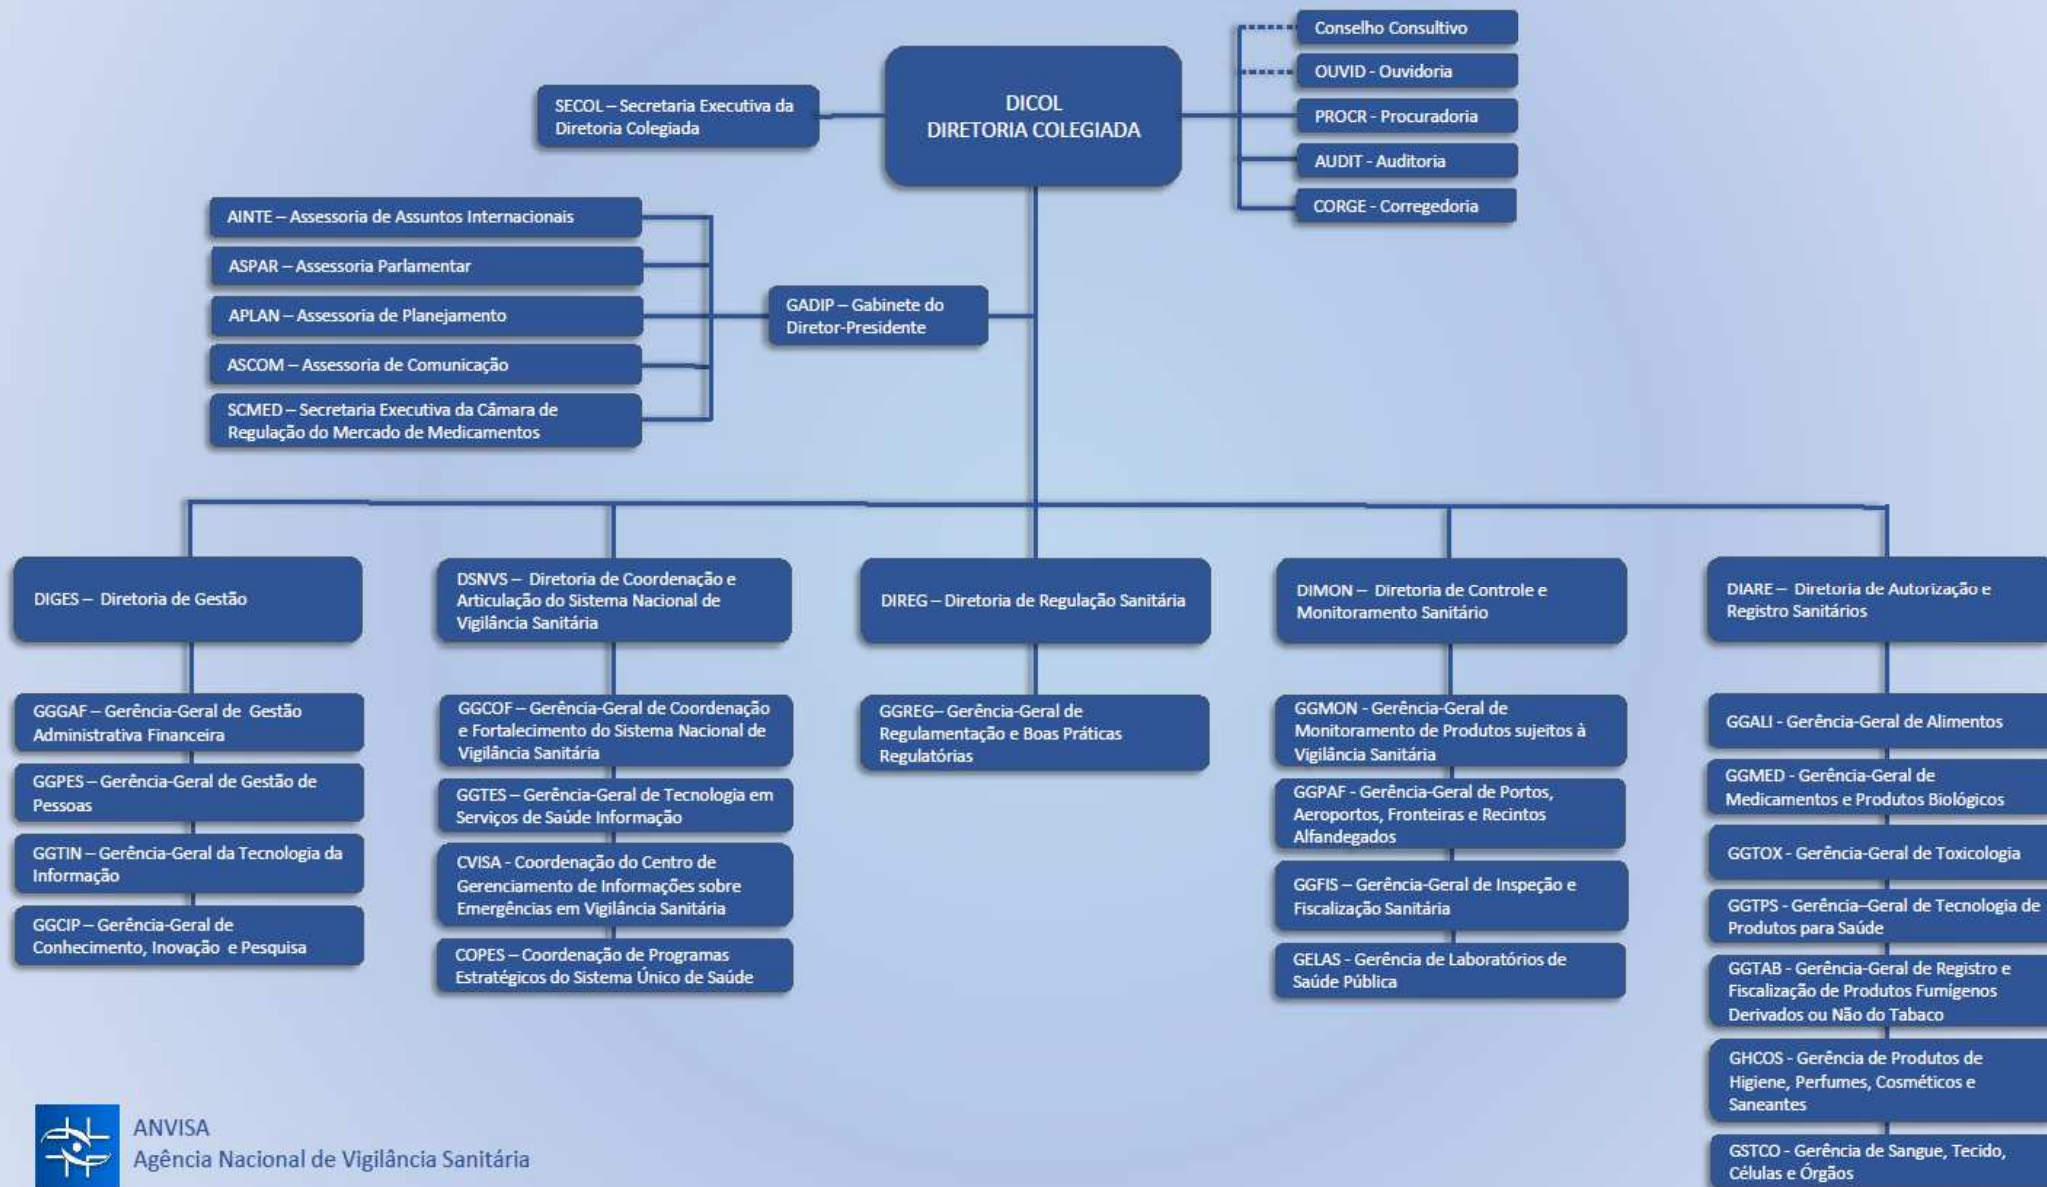 Conselho Consultivo
OUVID - Ouvidoria
PROCR - Procuradoria
AUDIT - Auditoria
CORGE - Corregedoria
DICOL
DIRETORIA COLEGIADA
SECOL – Secretaria Executiva da
Diretoria Colegiada
AINTE – Assessoria de Assuntos Internacionais
ASPAR – Assessoria Parlamentar
APLAN – Assessoria de Planejamento
ASCOM – Assessoria de Comunicação
SCMED – Secretaria Executiva da Câmara de
Regulação do Mercado de Medicamentos
GADIP – Gabinete do
Diretor-Presidente
DIGES – Diretoria de Gestão
GGGAF – Gerência-Geral de Gestão
Administrativa Financeira
GGPES – Gerência-Geral de Gestão de
Pessoas
GGTIN – Gerência-Geral da Tecnologia da
Informação
GGCIP – Gerência-Geral de
Conhecimento, Inovação e Pesquisa
DSNVS – Diretoria de Coordenação e
Articulação do Sistema Nacional de
Vigilância Sanitária
GGCOF – Gerência-Geral de Coordenação
e Fortalecimento do Sistema Nacional de
Vigilância Sanitária
GGTES – Gerência-Geral de Tecnologia em
Serviços de Saúde Informação
CVISA - Coordenação do Centro de
Gerenciamento de Informações sobre
Emergências em Vigilância Sanitária
COPES – Coordenação de Programas
Estratégicos do Sistema Único de Saúde
DIREG – Diretoria de Regulação Sanitária
GGREG– Gerência-Geral de
Regulamentação e Boas Práticas
Regulatórias
DIMON – Diretoria de Controle e
Monitoramento Sanitário
GGMON - Gerência-Geral de
Monitoramento de Produtos sujeitos à
Vigilância Sanitária
GGPAF - Gerência-Geral de Portos,
Aeroportos, Fronteiras e Recintos
Alfandegados
GGFIS – Gerência-Geral de Inspeção e
Fiscalização Sanitária
GELAS - Gerência de Laboratórios de
Saúde Pública
DIARE – Diretoria de Autorização e
Registro Sanitários
GGALI - Gerência-Geral de Alimentos
GGMED - Gerência-Geral de
Medicamentos e Produtos Biológicos
GGTOX - Gerência-Geral de Toxicologia
GGTPS - Gerência–Geral de Tecnologia de
Produtos para Saúde
GGTAB - Gerência-Geral de Registro e
Fiscalização de Produtos Fumígenos
Derivados ou Não do Tabaco
GHCOS - Gerência de Produtos de
Higiene, Perfumes, Cosméticos e
Saneantes
GSTCO - Gerência de Sangue, Tecido,
Células e Órgãos
ANVISA
Agência Nacional de Vigilância Sanitária